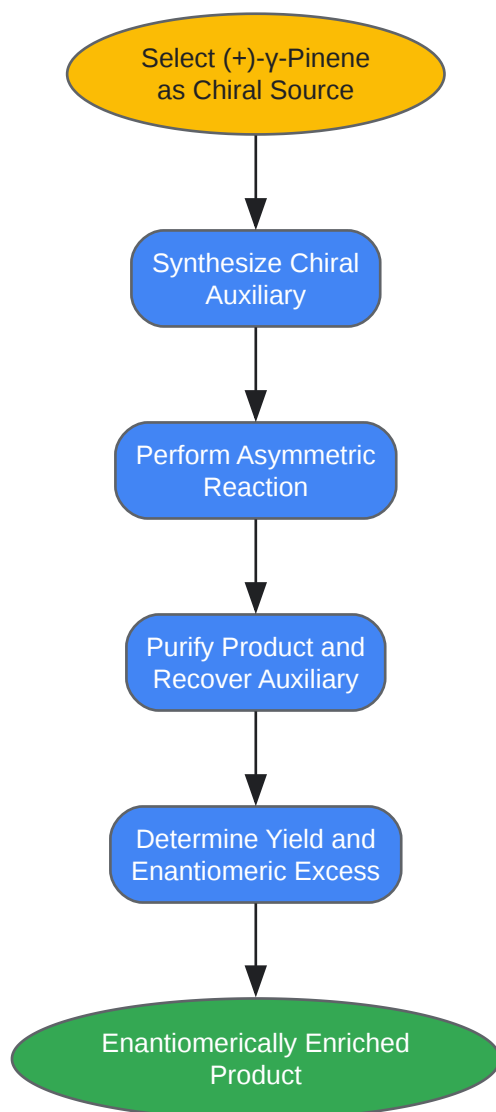 Select (+)-γ-Pinene
as Chiral Source
Synthesize Chiral
Auxiliary
Perform Asymmetric
Reaction
Purify Product and
Recover Auxiliary
Determine Yield and
Enantiomeric Excess
Enantiomerically Enriched
Product